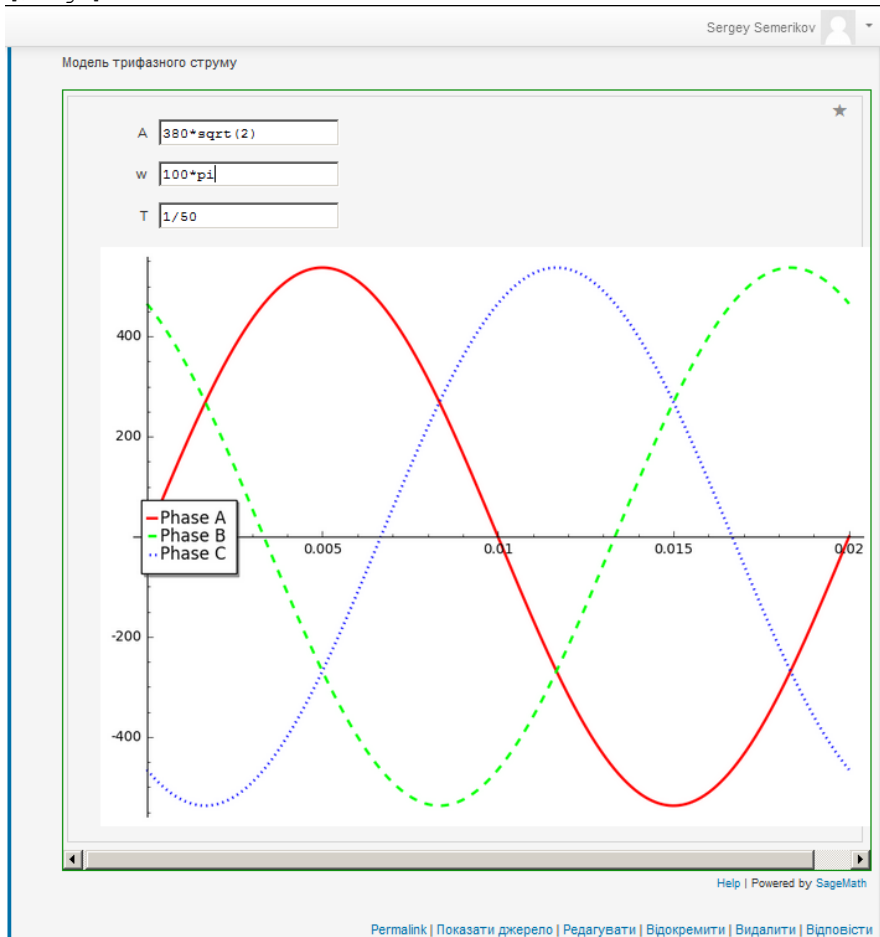 Sergey Semerikov
Модель трифазного струму
A 380*sqrt(2)
w 100*pi
T 1/50
400
200
Phase A
Phase B
Phase C
0.005 0.01 0.015 0.02
-200
-400
Help | Powered by SageMath
Permalink | Показати джерело | Редагувати | Відокремити | Видалити | Відповісти